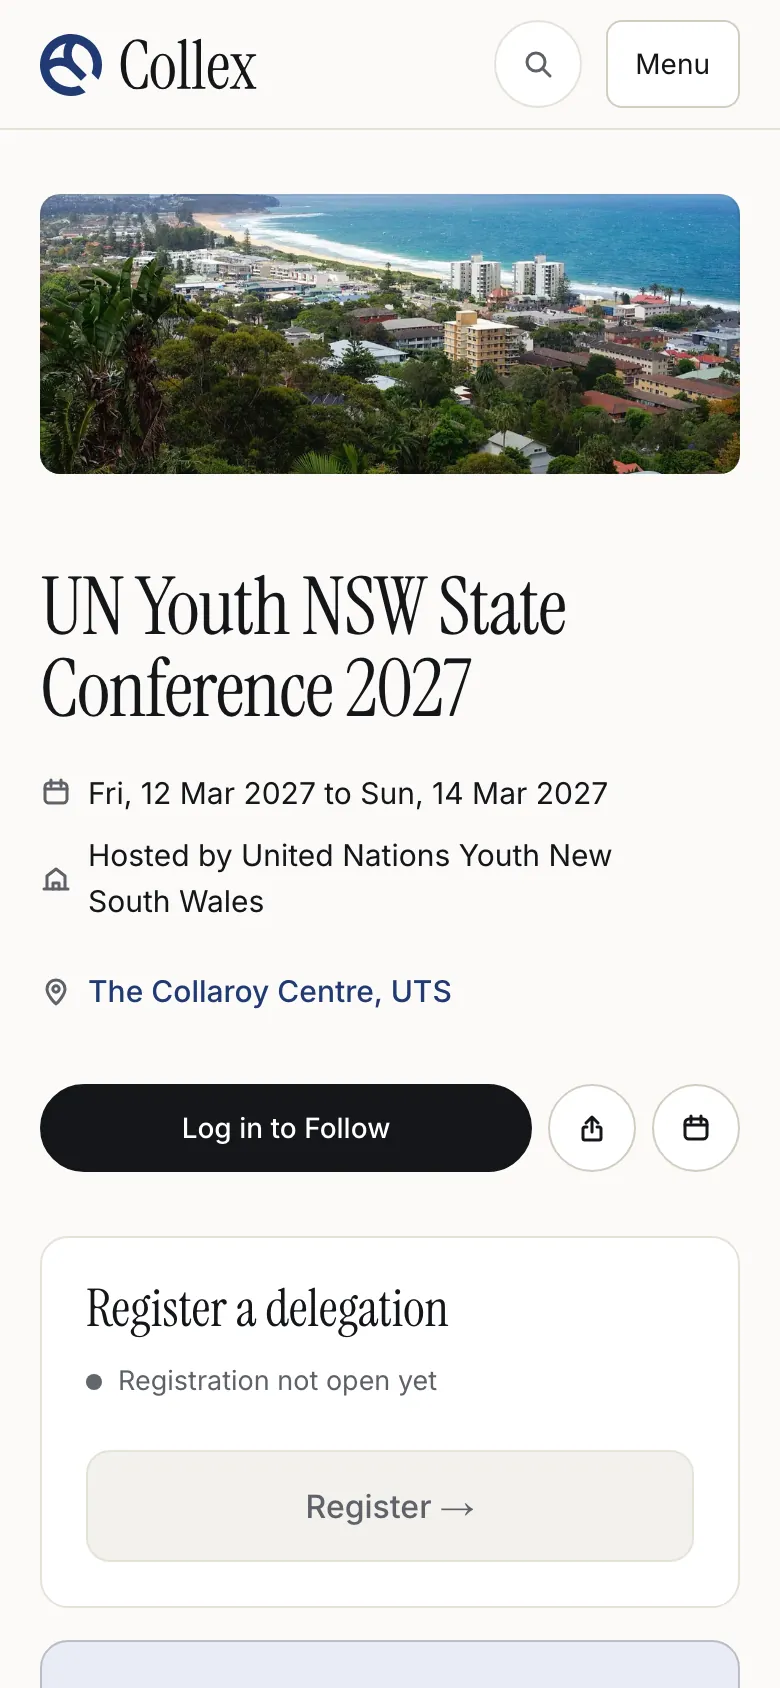 Collex
Menu
UN Youth NSW State
Conference 2027
Fri, 12 Mar 2027 to Sun, 14 Mar 2027
Hosted by United Nations Youth New
South Wales
The Collaroy Centre, UTS
Log in to Follow
Register a delegation
Registration not open yet
Register →